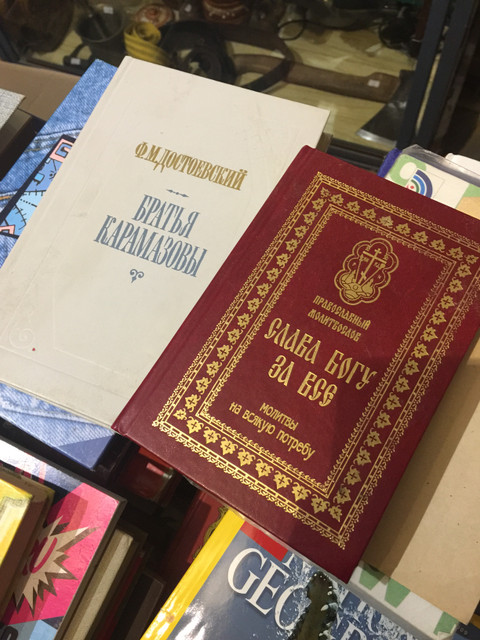 Ф.М.ДОСТОЕВСКИЙ
БРАТЬЯ
КАРАМАЗОВЫ
ПРАВОСЛАВНЫЙ
МОЛИТВОСЛОВ
СЛАВА БОГУ
ЗА ВСЕ
МОЛИТВЫ
НА ВСЯКУЮ ПОТРЕБУ
GEO